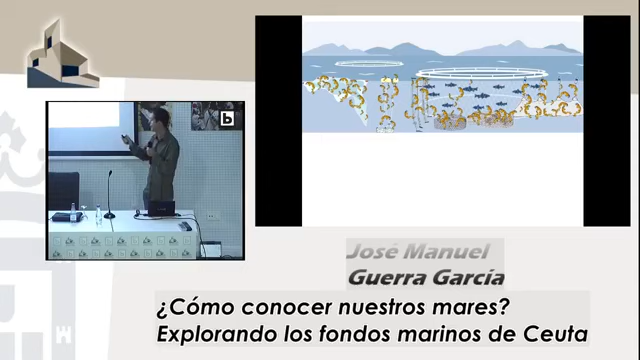 b
José Manuel
Guerra García
¿Cómo conocer nuestros mares?
Explorando los fondos marinos de Ceuta